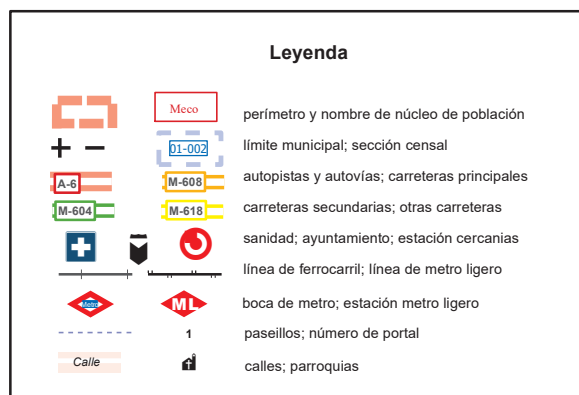 Leyenda
Meco perímetro y nombre de núcleo de población
01-002 límite municipal; sección censal
A-6 M-608 autopistas y autovías; carreteras principales
M-604 M-618 carreteras secundarias; otras carreteras
sanidad; ayuntamiento; estación cercanias
línea de ferrocarril; línea de metro ligero
Metro ML boca de metro; estación metro ligero
1 paseillos; número de portal
Calle calles; parroquias